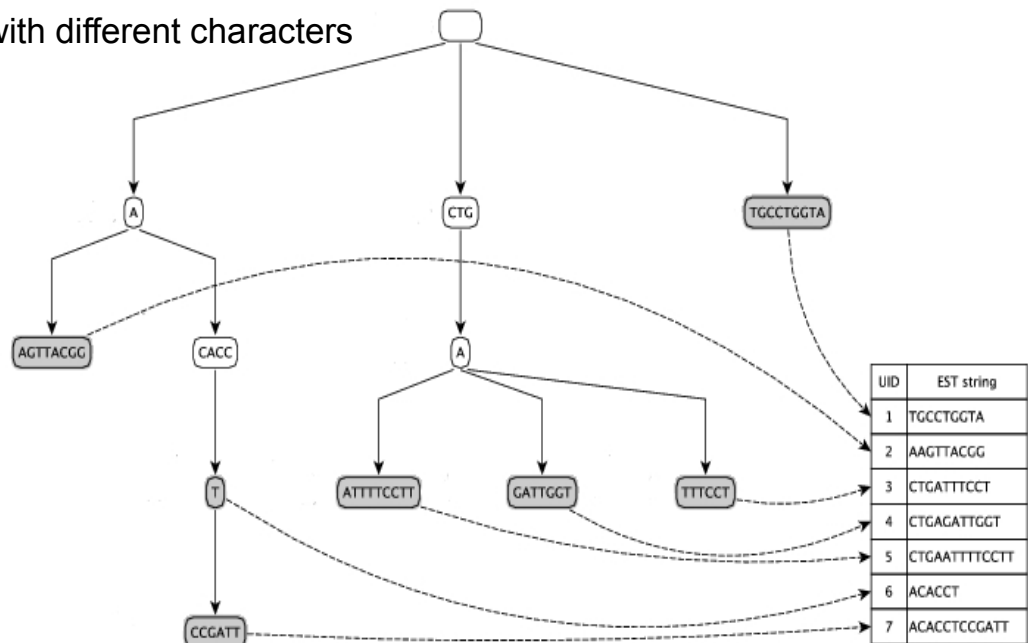 with different characters
A
CTG
TGCCTGGTA
AGTTACGG
CACC
A
UID EST string
1 TGCCTGGTA
2 AAGTTACGG
T
ATTTTCCTT
GATTGGT
TTTCCT
3 CTGATTTCCT
4 CTGAGATTGGT
5 CTGAATTTTCCTT
6 ACACCT
CCGATT
7 ACACCTCCGATT